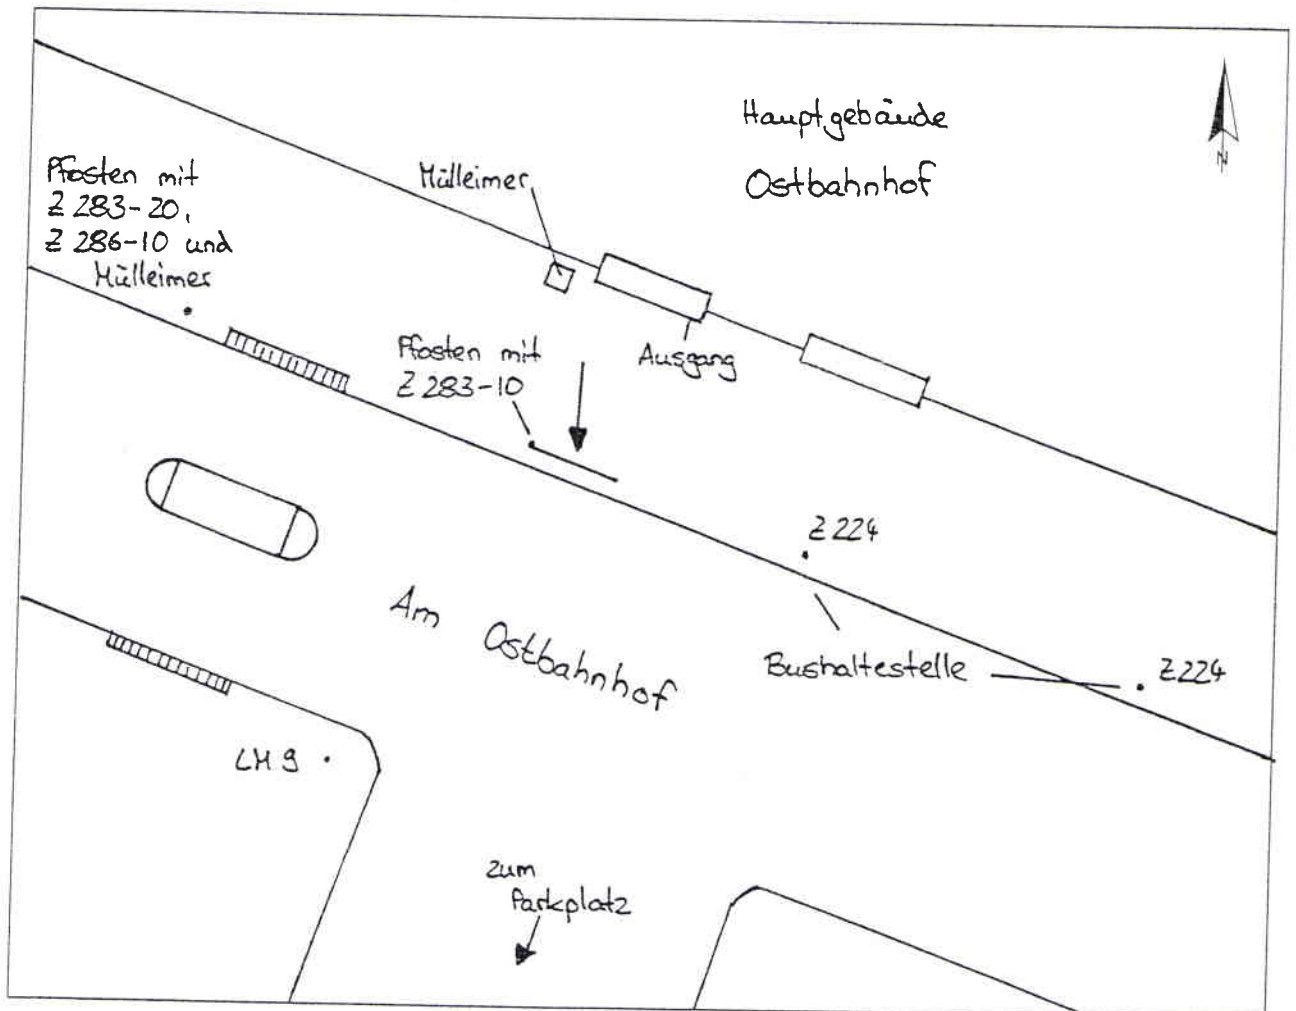 Hauptgebäude
Ostbahnhof
N
Pfosten mit
Z 283-20,
Z 286-10 und
Mülleimer
Mülleimer
Pfosten mit
Z 283-10
Ausgang
Z 224
Am Ostbahnhof
Bushaltestelle
Z 224
LM 9
zum
Parkplatz